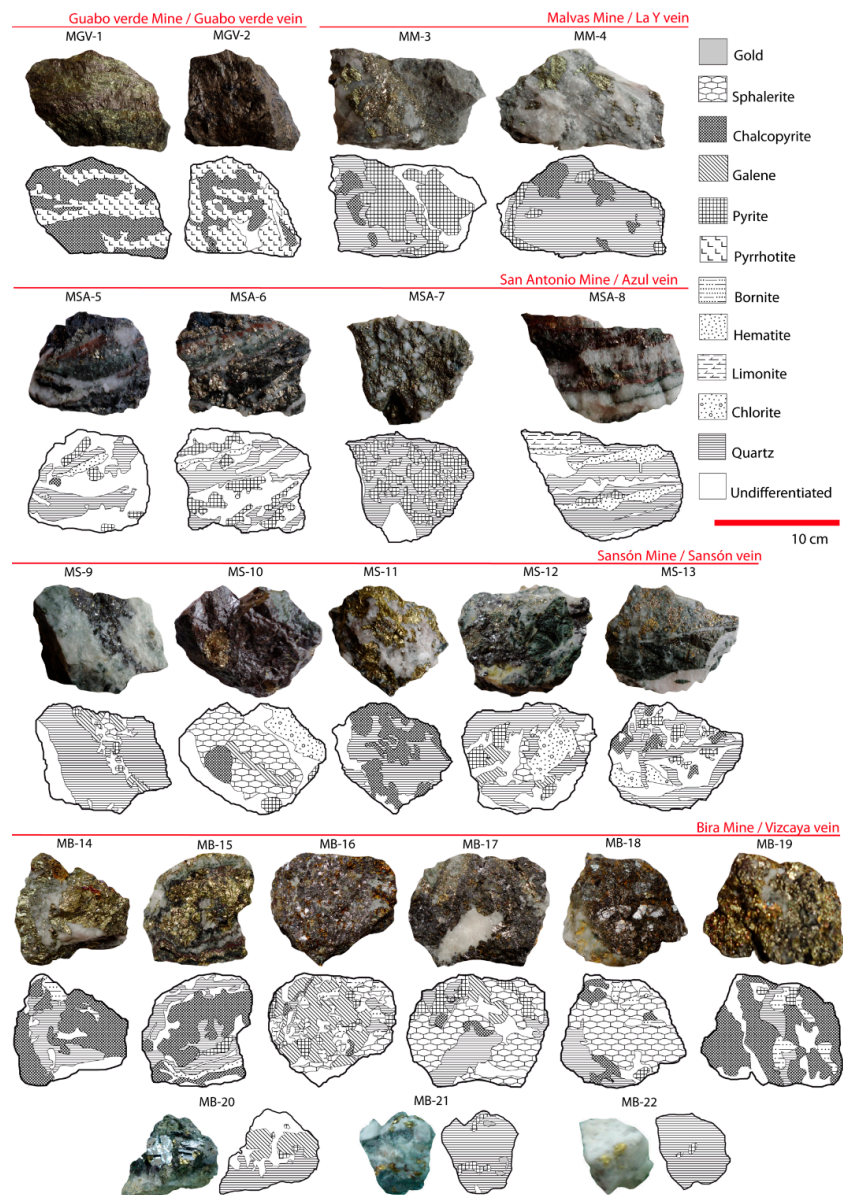 Guabo verde Mine / Guabo verde vein
Malvas Mine / La Y vein
MGV-1
MGV-2
MM-3
MM-4
San Antonio Mine / Azul vein
MSA-5
MSA-6
MSA-7
MSA-8
Gold
Sphalerite
Chalcopyrite
Galene
Pyrite
Pyrrhotite
Bornite
Hematite
Limonite
Chlorite
Quartz
Undifferentiated
10 cm
Sansón Mine / Sansón vein
MS-9
MS-10
MS-11
MS-12
MS-13
Bira Mine / Vizcaya vein
MB-14
MB-15
MB-16
MB-17
MB-18
MB-19
MB-20
MB-21
MB-22